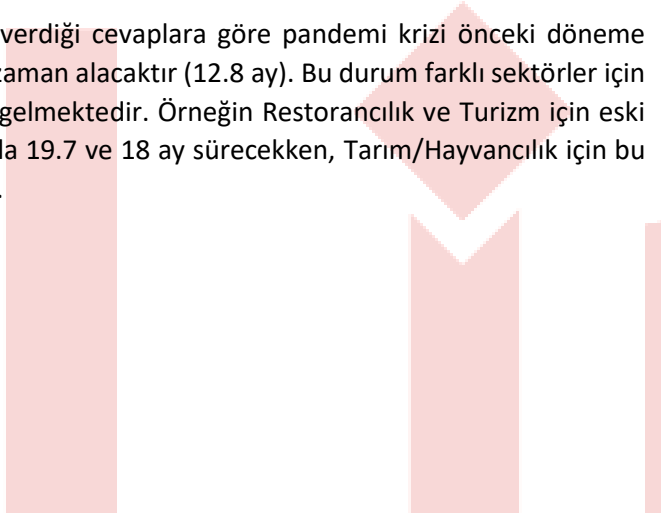 verdiği cevaplara göre pandemi krizi önceki döneme
zaman alacaktır (12.8 ay). Bu durum farklı sektörler için
gelmektedir. Örneğin Restorancılık ve Turizm için eski
da 19.7 ve 18 ay sürecekken, Tarım/Hayvancılık için bu
.